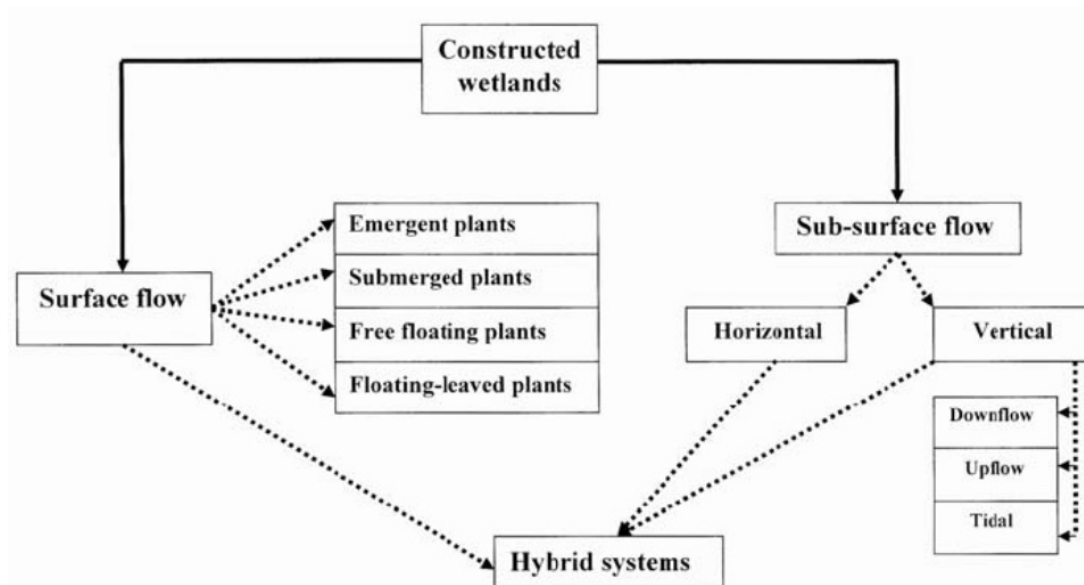 Constructed
wetlands
Emergent plants
Sub-surface flow
Submerged plants
Surface flow
Free floating plants
Horizontal
Vertical
Floating-leaved plants
Downflow
Upflow
Tidal
Hybrid systems